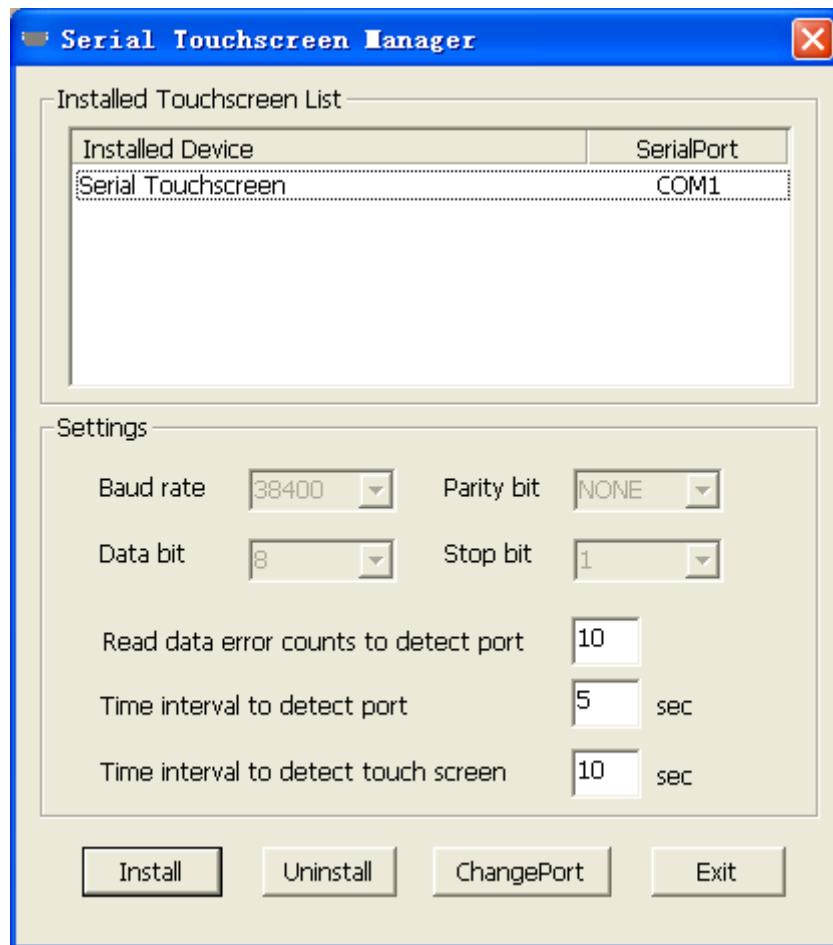 Serial Touchscreen Manager
Installed Touchscreen List
Installed Device SerialPort
Serial Touchscreen COM1
Settings
Baud rate 38400 Parity bit NONE
Data bit 8 Stop bit 1
Read data error counts to detect port 10
Time interval to detect port 5 sec
Time interval to detect touch screen 10 sec
Install Uninstall ChangePort Exit